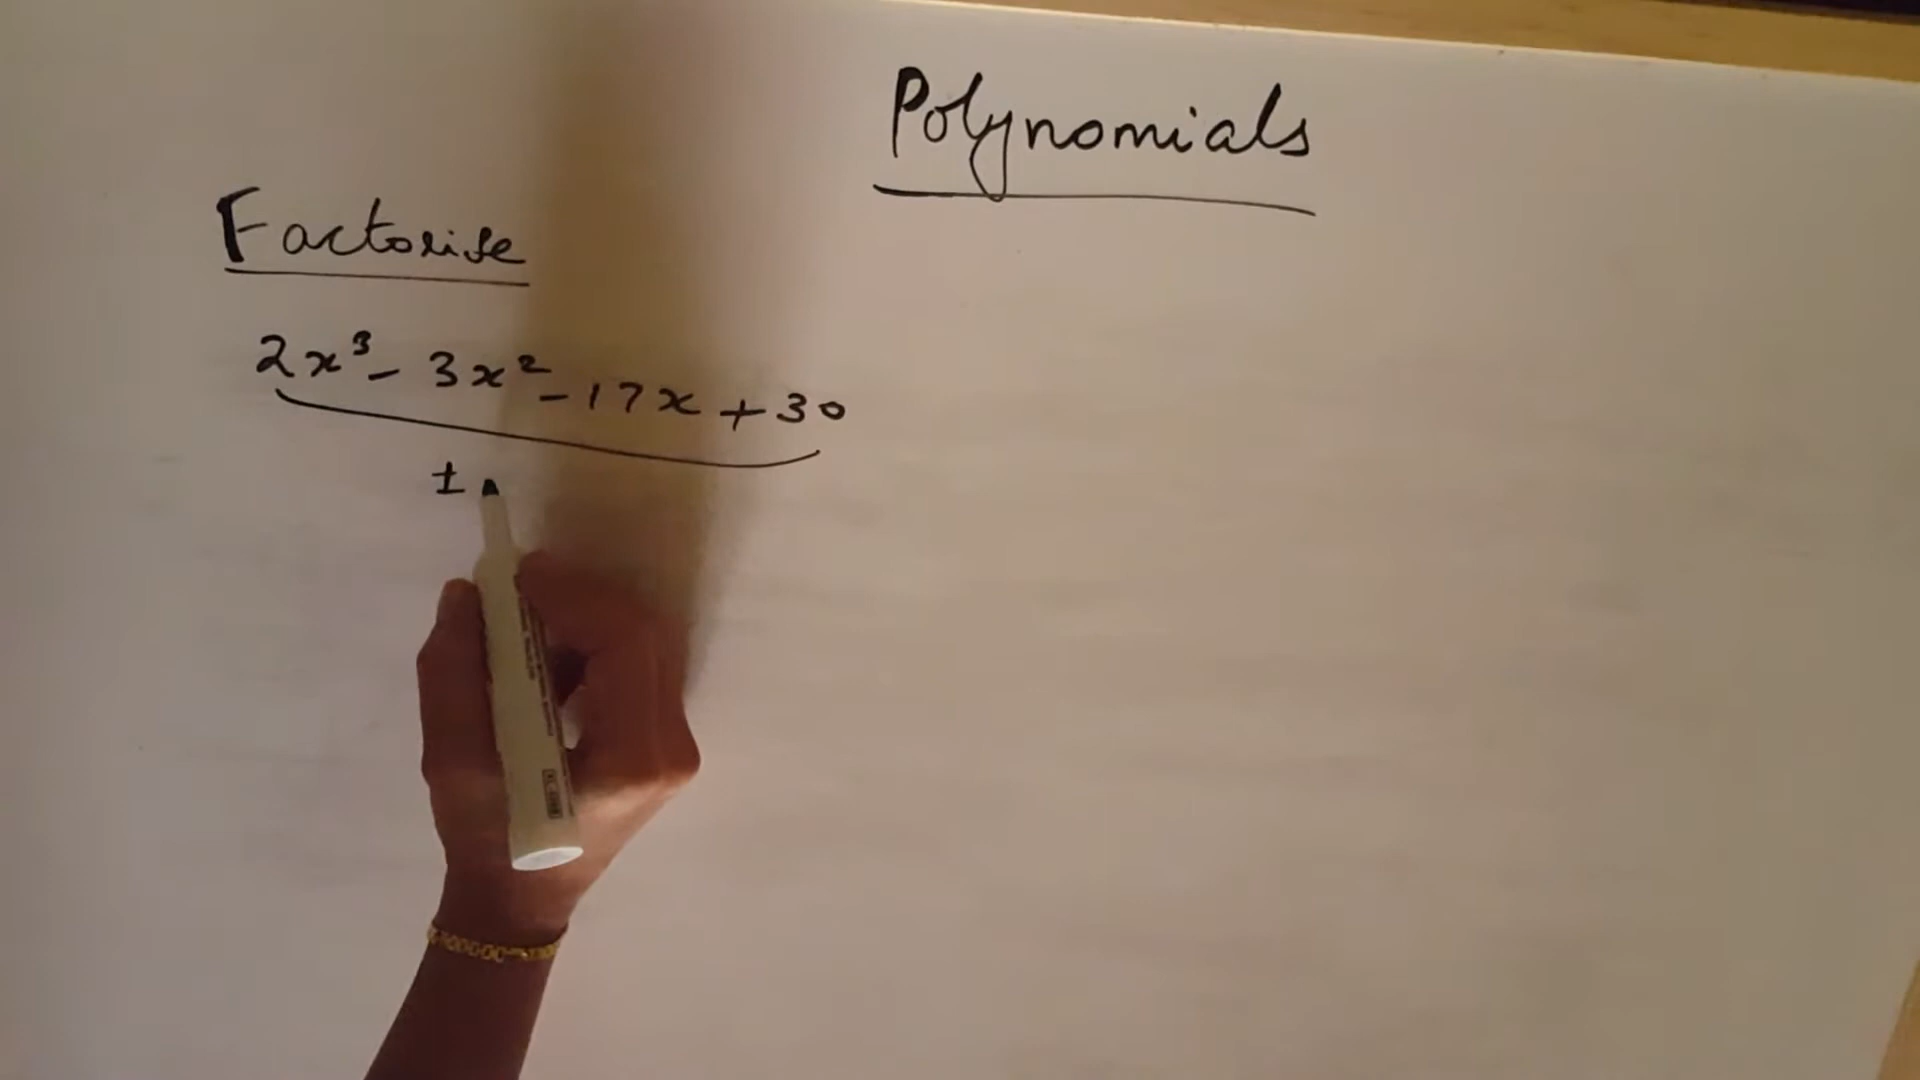 Polynomials
Factorise
2x³ - 3x² - 17x + 30
±